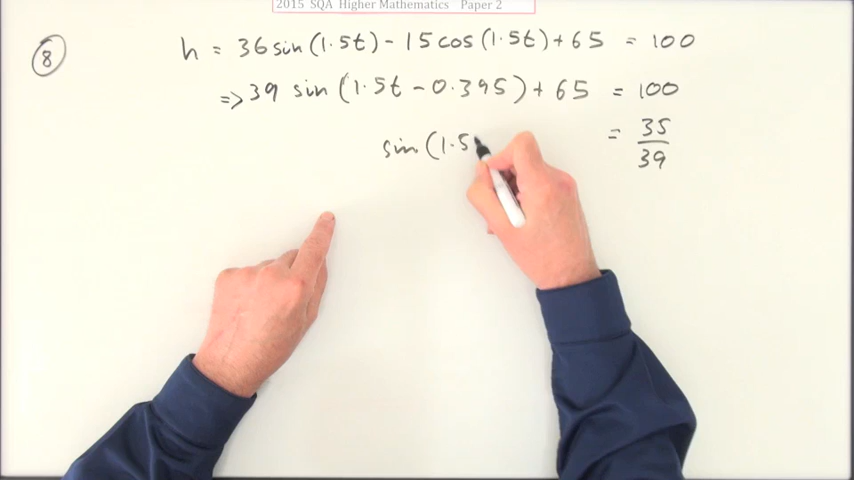 2015 SQA Higher Mathematics Paper 2
8
h = 36 sin (1.5t) - 15 cos (1.5t) + 65 = 100
=> 39 sin (1.5t - 0.395) + 65 = 100
sin (1.5 = 35/39